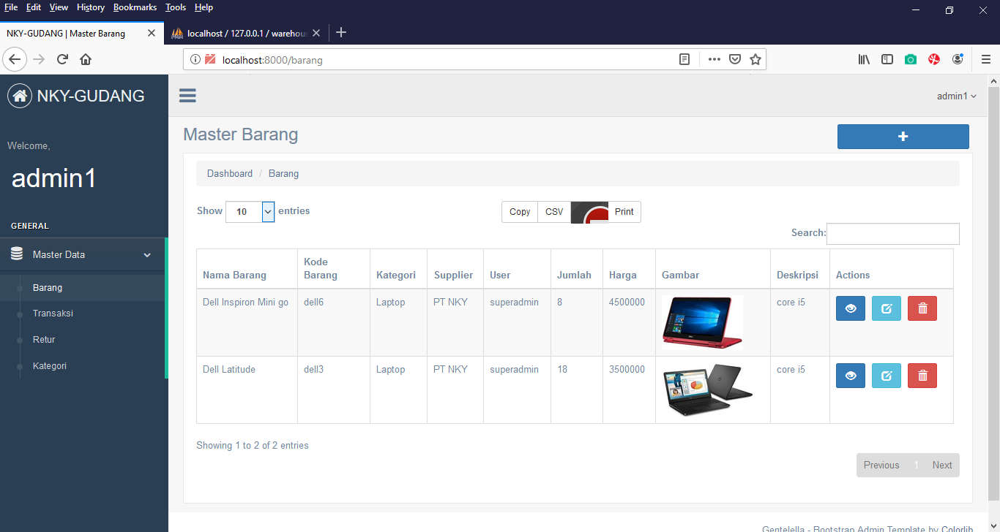 File Edit View History Bookmarks Tools Help
NKY-GUDANG | Master Barang
localhost / 127.0.0.1 / warehou
localhost:8000/barang
NKY-GUDANG
admin1
Welcome,
admin1
GENERAL
Master Data
Barang
Transaksi
Retur
Kategori
Master Barang
Dashboard / Barang
Show 10 entries
Copy CSV Print
Search:
Nama Barang Kode Barang Kategori Supplier User Jumlah Harga Gambar Deskripsi Actions
Dell Inspiron Mini go dell6 Laptop PT NKY superadmin 8 4500000 core i5
Dell Latitude dell3 Laptop PT NKY superadmin 18 3500000 core i5
Showing 1 to 2 of 2 entries
Previous 1 Next
Gentelella - Bootstrap Admin Template by Colorlib